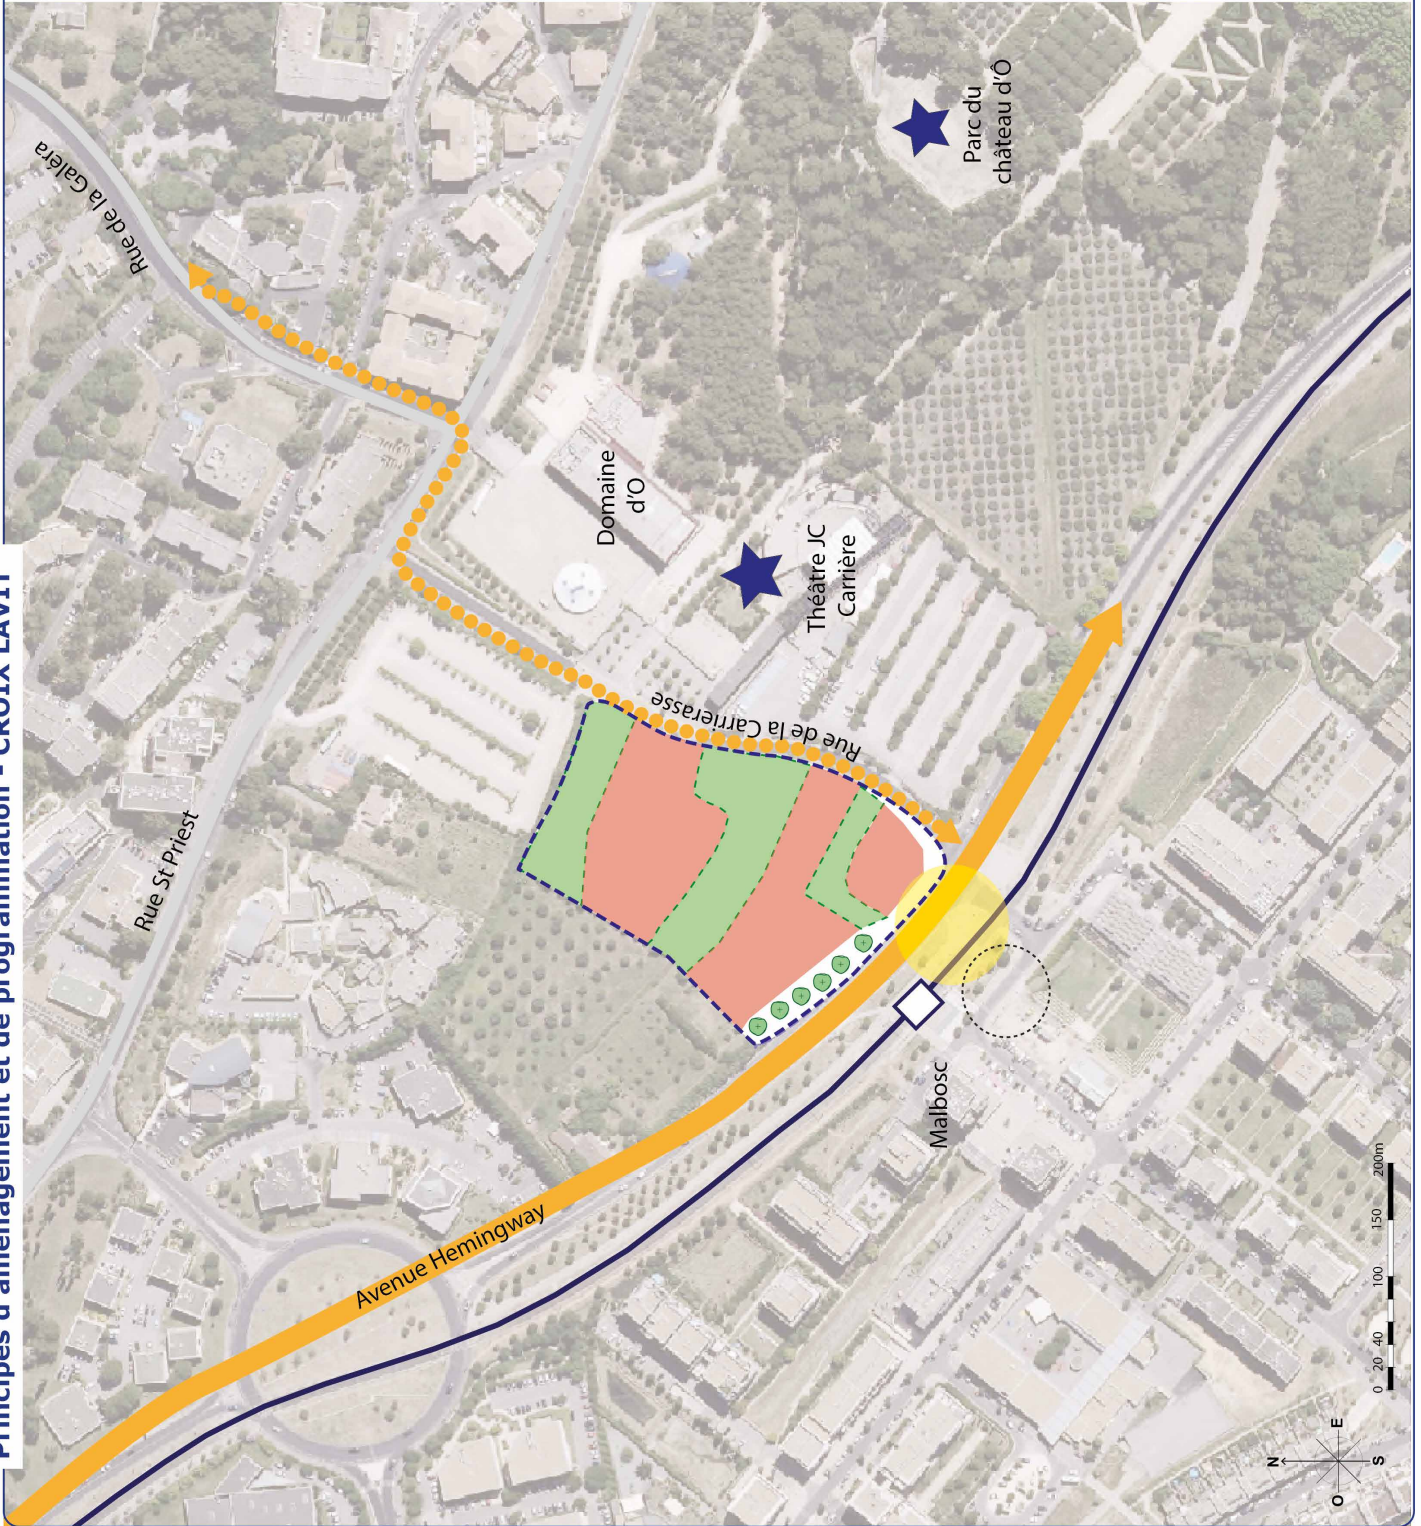 Principes d'aménagement et de programmation - CROIX LAVIT
Rue de la Galéra
Rue St Priest
Parc du
château d'Ô
Domaine
d'O
Théâtre JC
Carrière
Rue de la Carrierasse
Avenue Hemingway
Malbosc
0 20 40 100 150 200m
N
O E
S